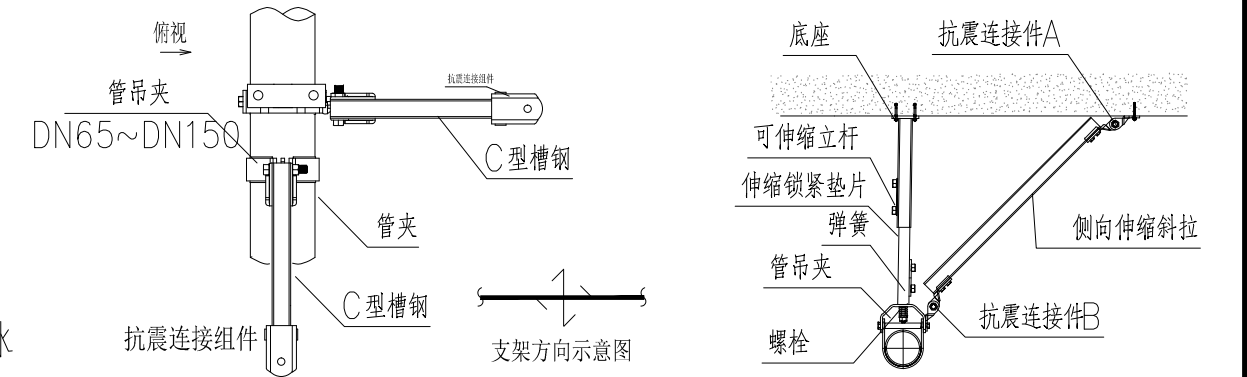 俯视
抗震连接组件
管吊夹
DN65~DN150
C型槽钢
管夹
C型槽钢
抗震连接组件
支架方向示意图
底座
抗震连接件A
可伸缩立杆
伸缩锁紧垫片
弹簧
侧向伸缩斜拉
管吊夹
抗震连接件B
螺栓